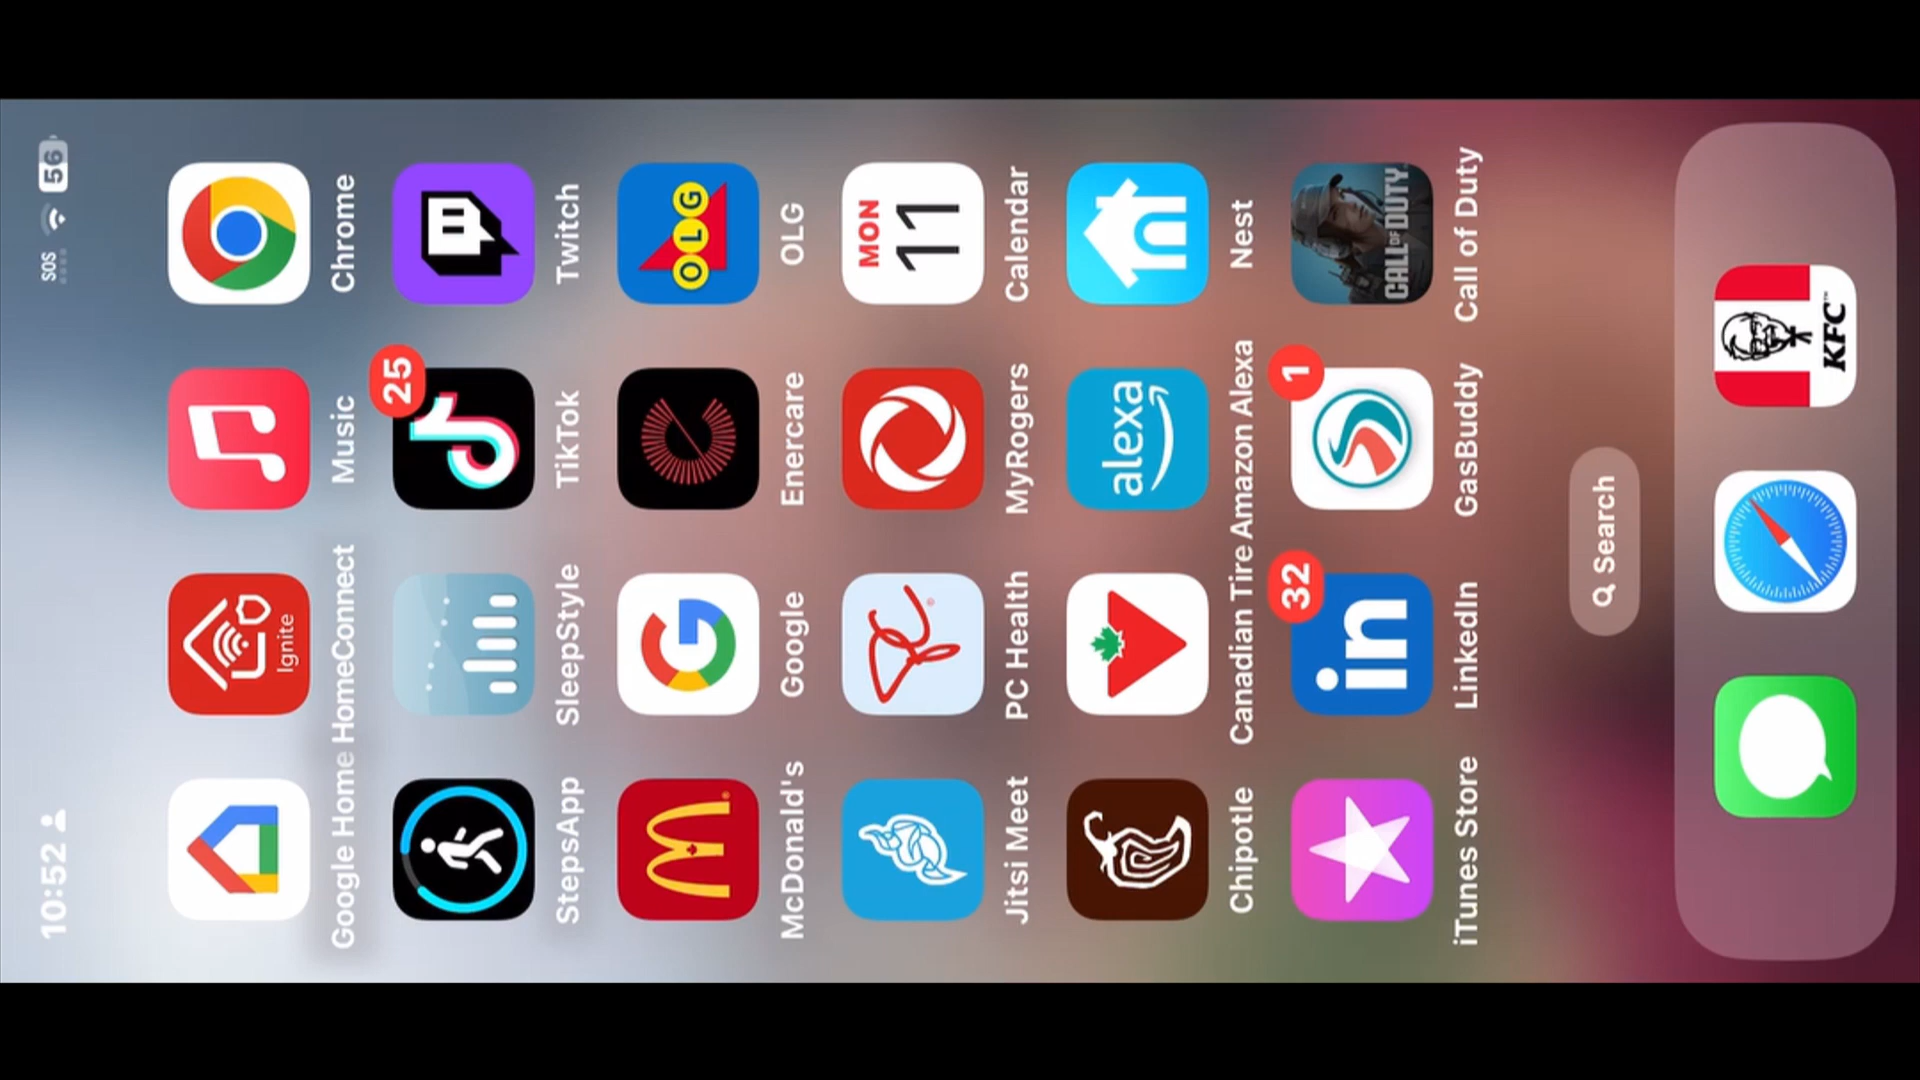 10:52
SOS 56
Ignite
Google Home HomeConnect Music Chrome
25
StepsApp SleepStyle TikTok Twitch
OLG
McDonald's Google Enercare OLG
MON
11
Jitsi Meet PC Health MyRogers Calendar
alexa
Chipotle Canadian Tire Amazon Alexa Nest
32 1
in
CALL OF DUTY
iTunes Store LinkedIn GasBuddy Call of Duty
Search
KFC